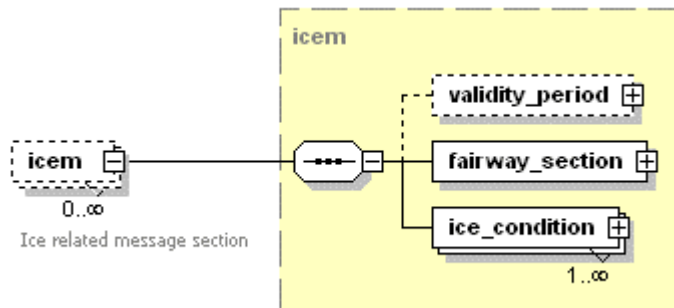 icem
validity_period
icem
fairway_section
0..∞
ice_condition
Ice related message section
1..∞